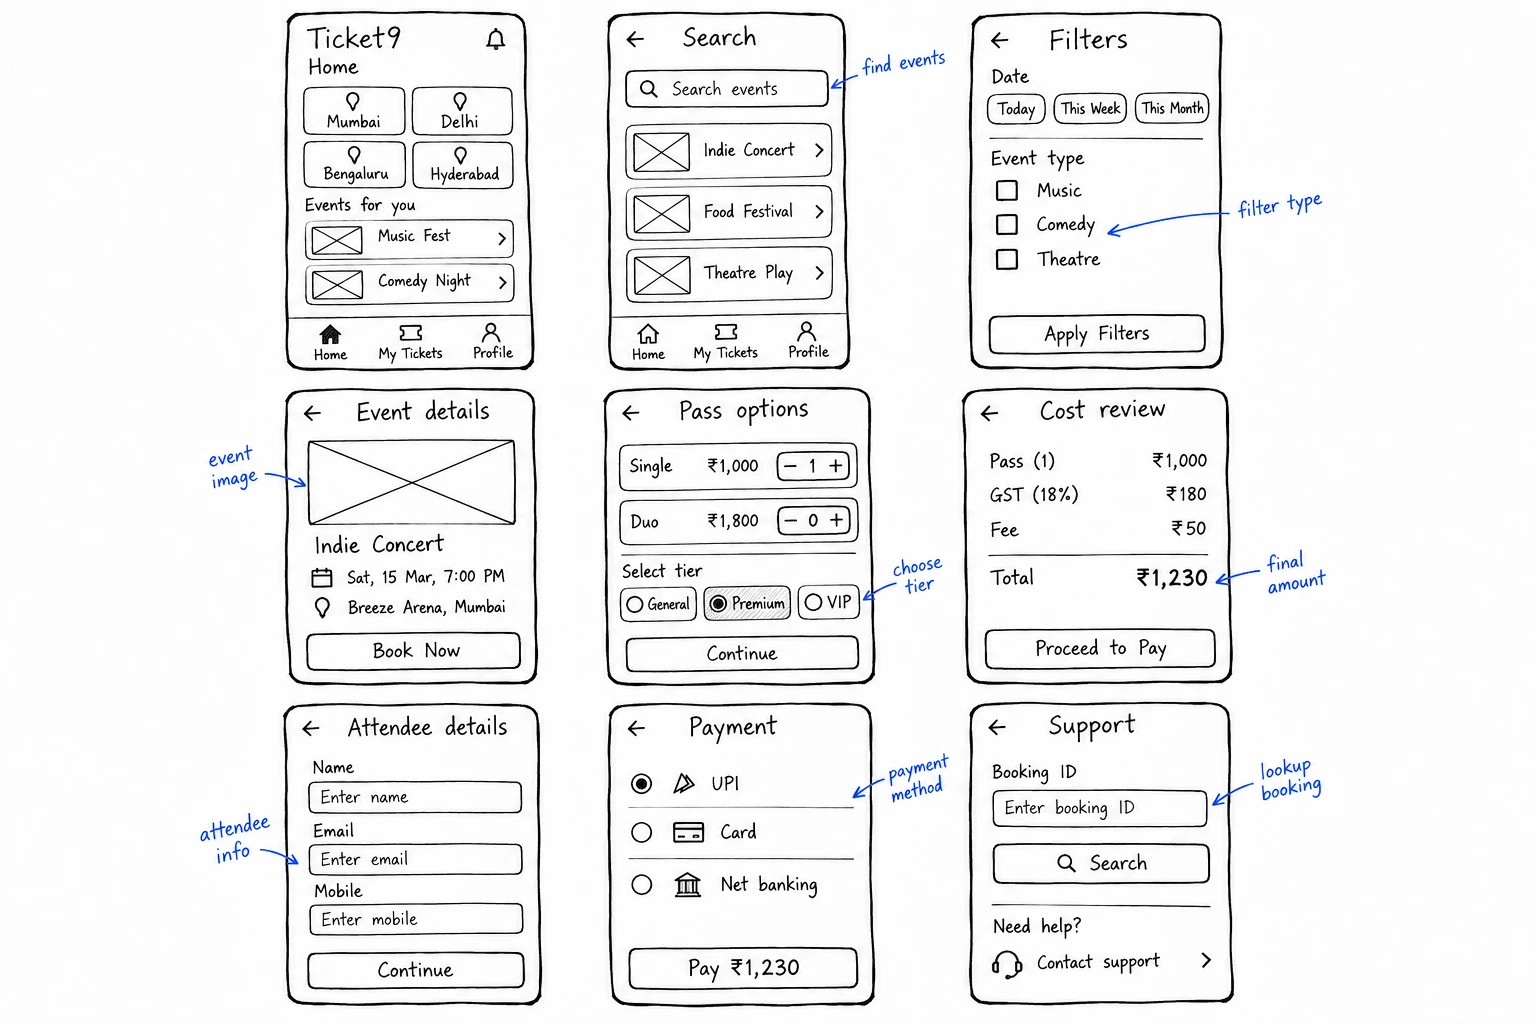 Ticket9
Home
Mumbai
Delhi
Bengaluru
Hyderabad
Events for you
Music Fest
Comedy Night
Home My Tickets Profile
Search
Search events
find events
Indie Concert
Food Festival
Theatre Play
Home My Tickets Profile
Filters
Date
Today This Week This Month
Event type
Music
Comedy
Theatre
filter type
Apply Filters
Event details
event
image
Indie Concert
Sat, 15 Mar, 7:00 PM
Breeze Arena, Mumbai
Book Now
Pass options
Single ₹1,000 − 1 +
Duo ₹1,800 − 0 +
Select tier
General Premium VIP
choose
tier
Continue
Cost review
Pass (1) ₹1,000
GST (18%) ₹180
Fee ₹50
Total ₹1,230
final
amount
Proceed to Pay
Attendee details
Name
Enter name
Email
Enter email
Mobile
Enter mobile
attendee
info
Continue
Payment
UPI
Card
Net banking
payment
method
Pay ₹1,230
Support
Booking ID
Enter booking ID
lookup
booking
Search
Need help?
Contact support